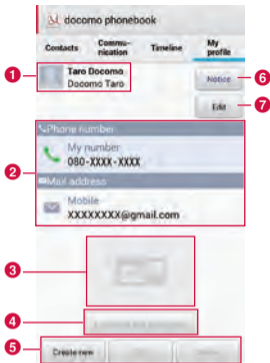 docomo phonebook
Contacts
Commu-
nication
Timeline
My
profile
1
Taro Docomo
Docomo Taro
Notice
6
Edit
7
Phone number
My number
080-XXXX-XXXX
2
Mail address
Mobile
XXXXXXXX@gmail.com
3
4
5
Create new